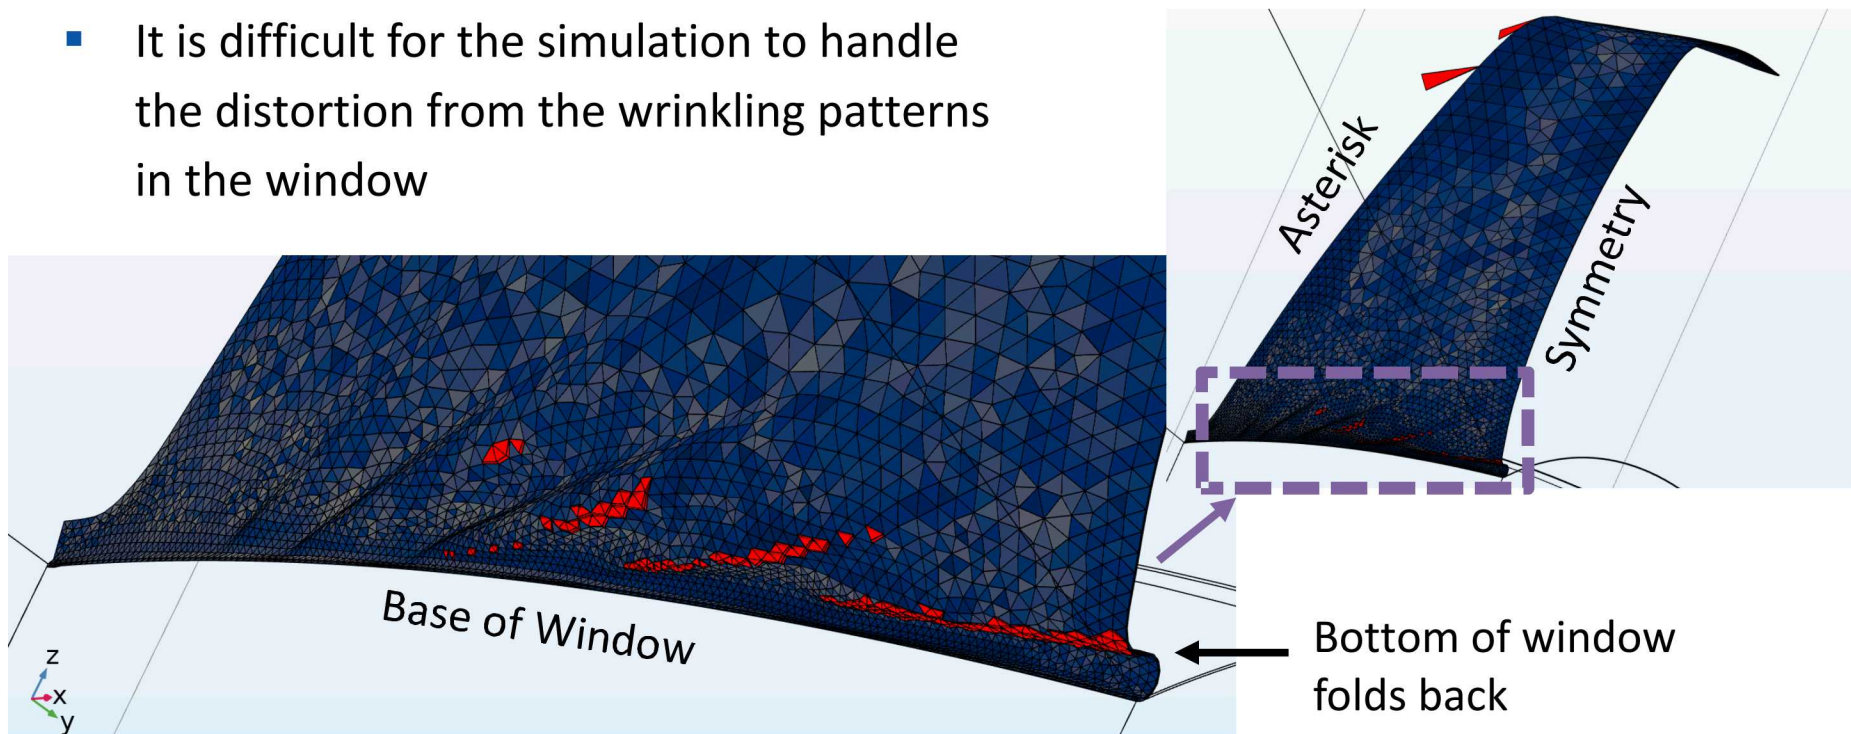 ▪ It is difficult for the simulation to handle
the distortion from the wrinkling patterns
in the window
Asterisk
Symmetry
Base of Window
Bottom of window
folds back
z
x
y